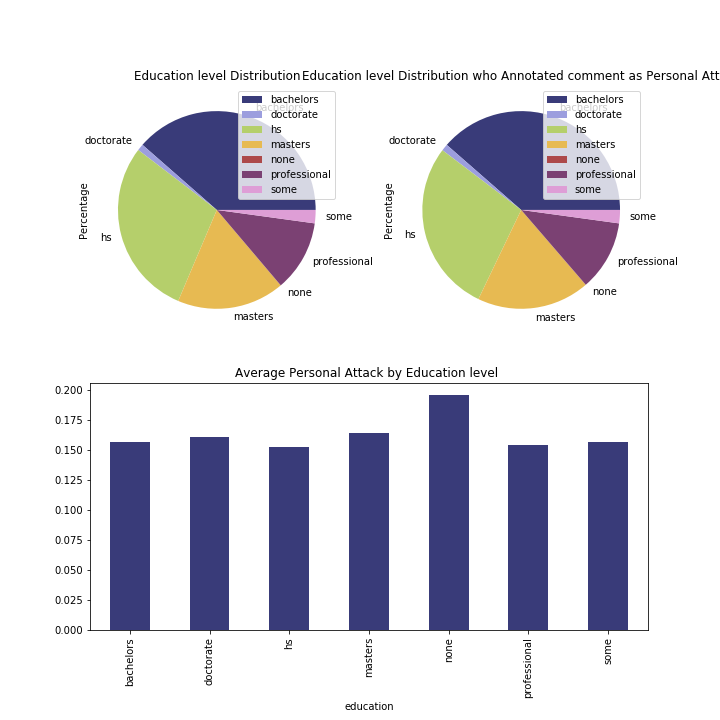 Education level Distribution
Education level Distribution who Annotated comment as Personal Att
bachelors
doctorate
hs
masters
none
professional
some
bachelors
doctorate
hs
masters
none
professional
some
Percentage
bachelors
doctorate
hs
masters
none
professional
some
bachelors
doctorate
hs
masters
none
professional
some
Percentage
Average Personal Attack by Education level
0.200
0.175
0.150
0.125
0.100
0.075
0.050
0.025
0.000
bachelors
doctorate
hs
masters
none
professional
some
education